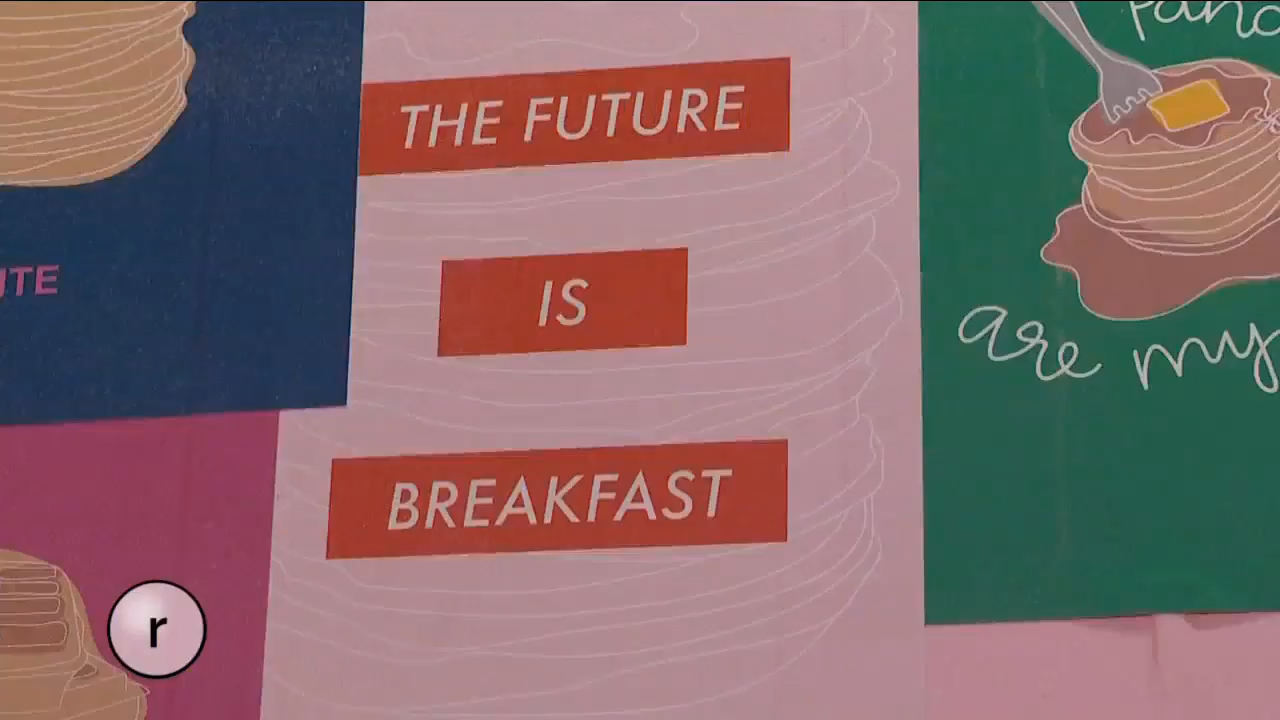 THE FUTURE
IS
BREAKFAST
are my
r